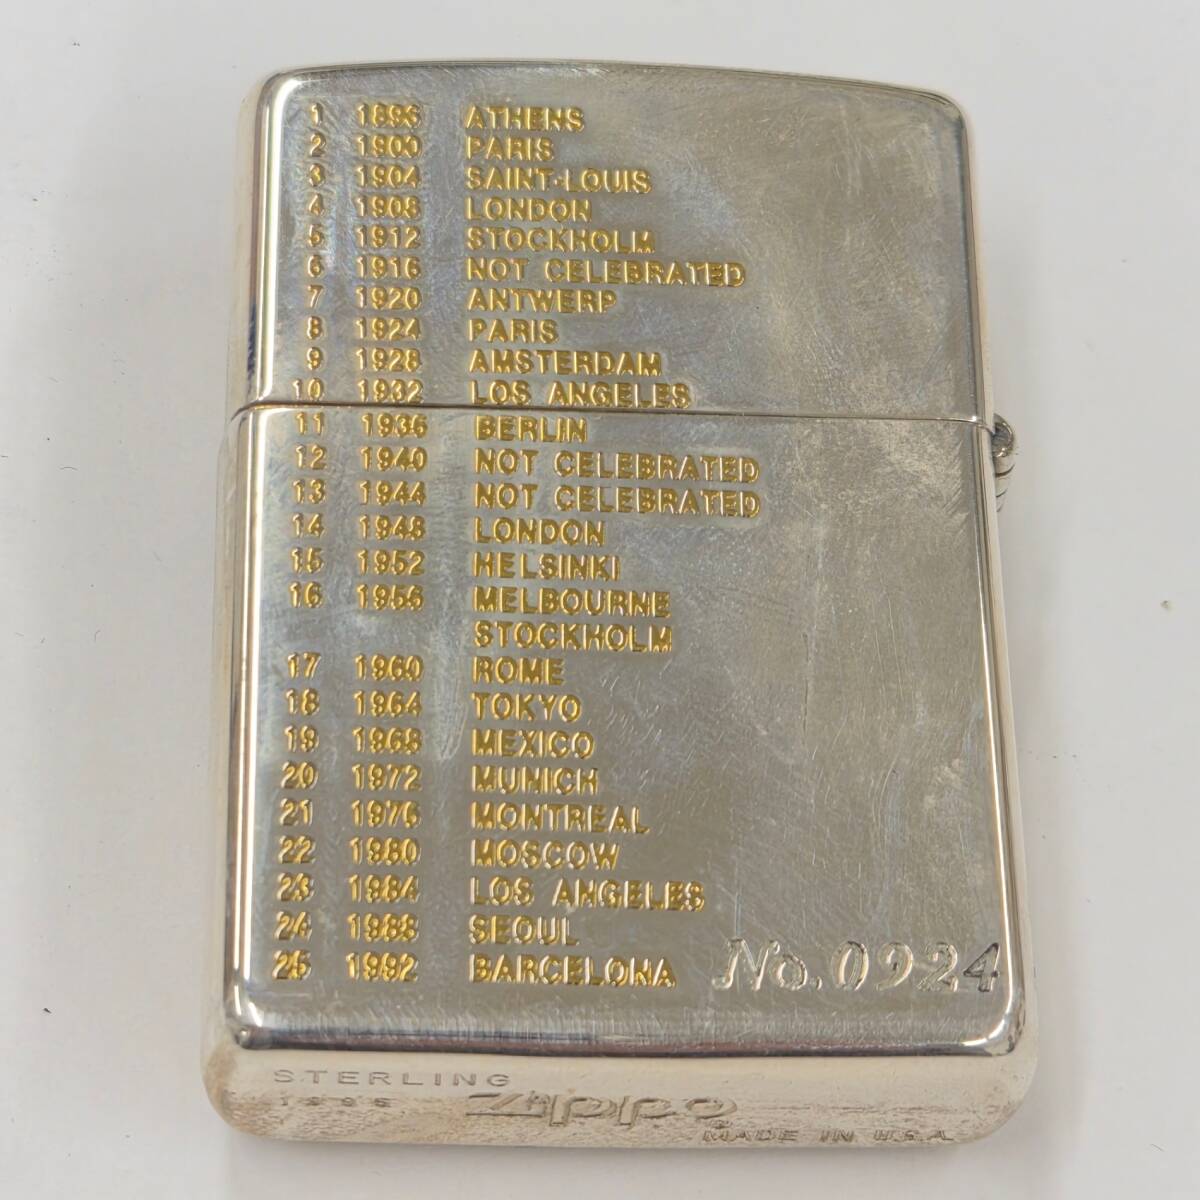 1 1896 ATHENS
2 1900 PARIS
3 1904 SAINT-LOUIS
4 1908 LONDON
5 1912 STOCKHOLM
6 1916 NOT CELEBRATED
7 1920 ANTWERP
8 1924 PARIS
9 1928 AMSTERDAM
10 1932 LOS ANGELES
11 1936 BERLIN
12 1940 NOT CELEBRATED
13 1944 NOT CELEBRATED
14 1948 LONDON
15 1952 HELSINKI
16 1956 MELBOURNE
STOCKHOLM
17 1960 ROME
18 1964 TOKYO
19 1968 MEXICO
20 1972 MUNICH
21 1976 MONTREAL
22 1980 MOSCOW
23 1984 LOS ANGELES
24 1988 SEOUL
25 1992 BARCELONA
No.0924
STERLING
1995
Zippo
MADE IN U.S.A.